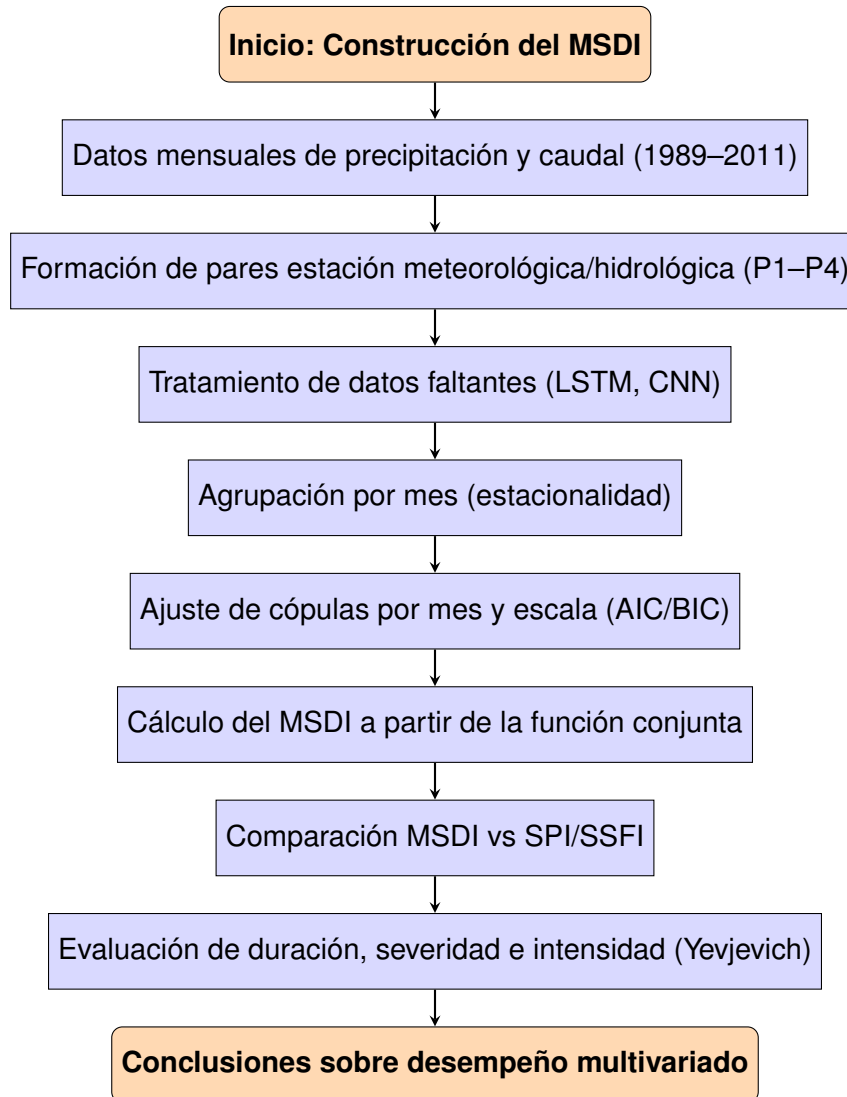 Inicio: Construcción del MSDI
Datos mensuales de precipitación y caudal (1989–2011)
Formación de pares estación meteorológica/hidrológica (P1–P4)
Tratamiento de datos faltantes (LSTM, CNN)
Agrupación por mes (estacionalidad)
Ajuste de cópulas por mes y escala (AIC/BIC)
Cálculo del MSDI a partir de la función conjunta
Comparación MSDI vs SPI/SSFI
Evaluación de duración, severidad e intensidad (Yevjevich)
Conclusiones sobre desempeño multivariado